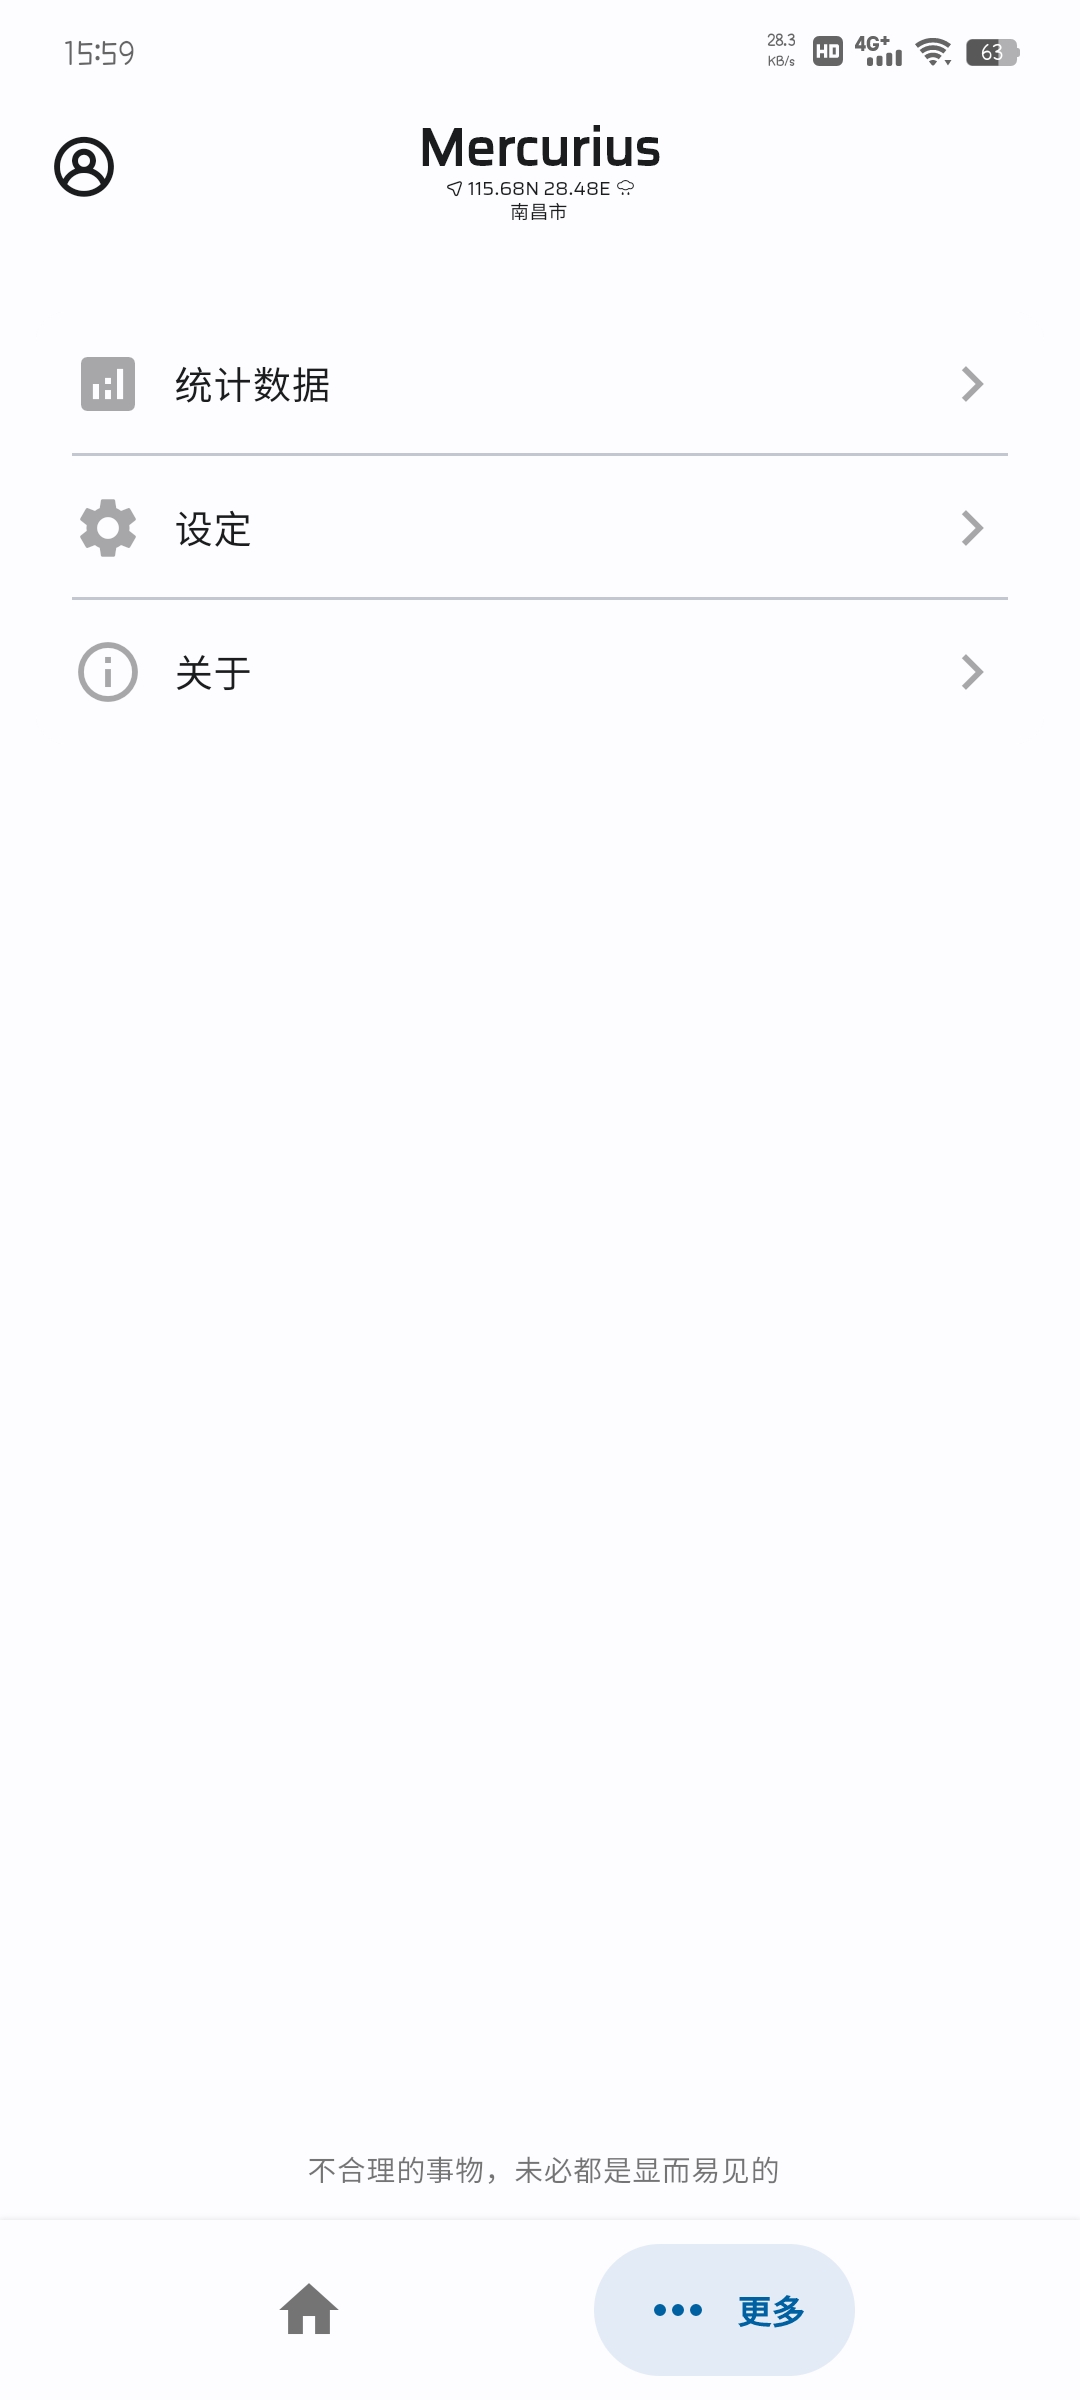 15:59
28.3
KB/s
HD
4G+
63
Mercurius
115.68N 28.48E
南昌市
统计数据
设定
关于
不合理的事物，未必都是显而易见的
更多